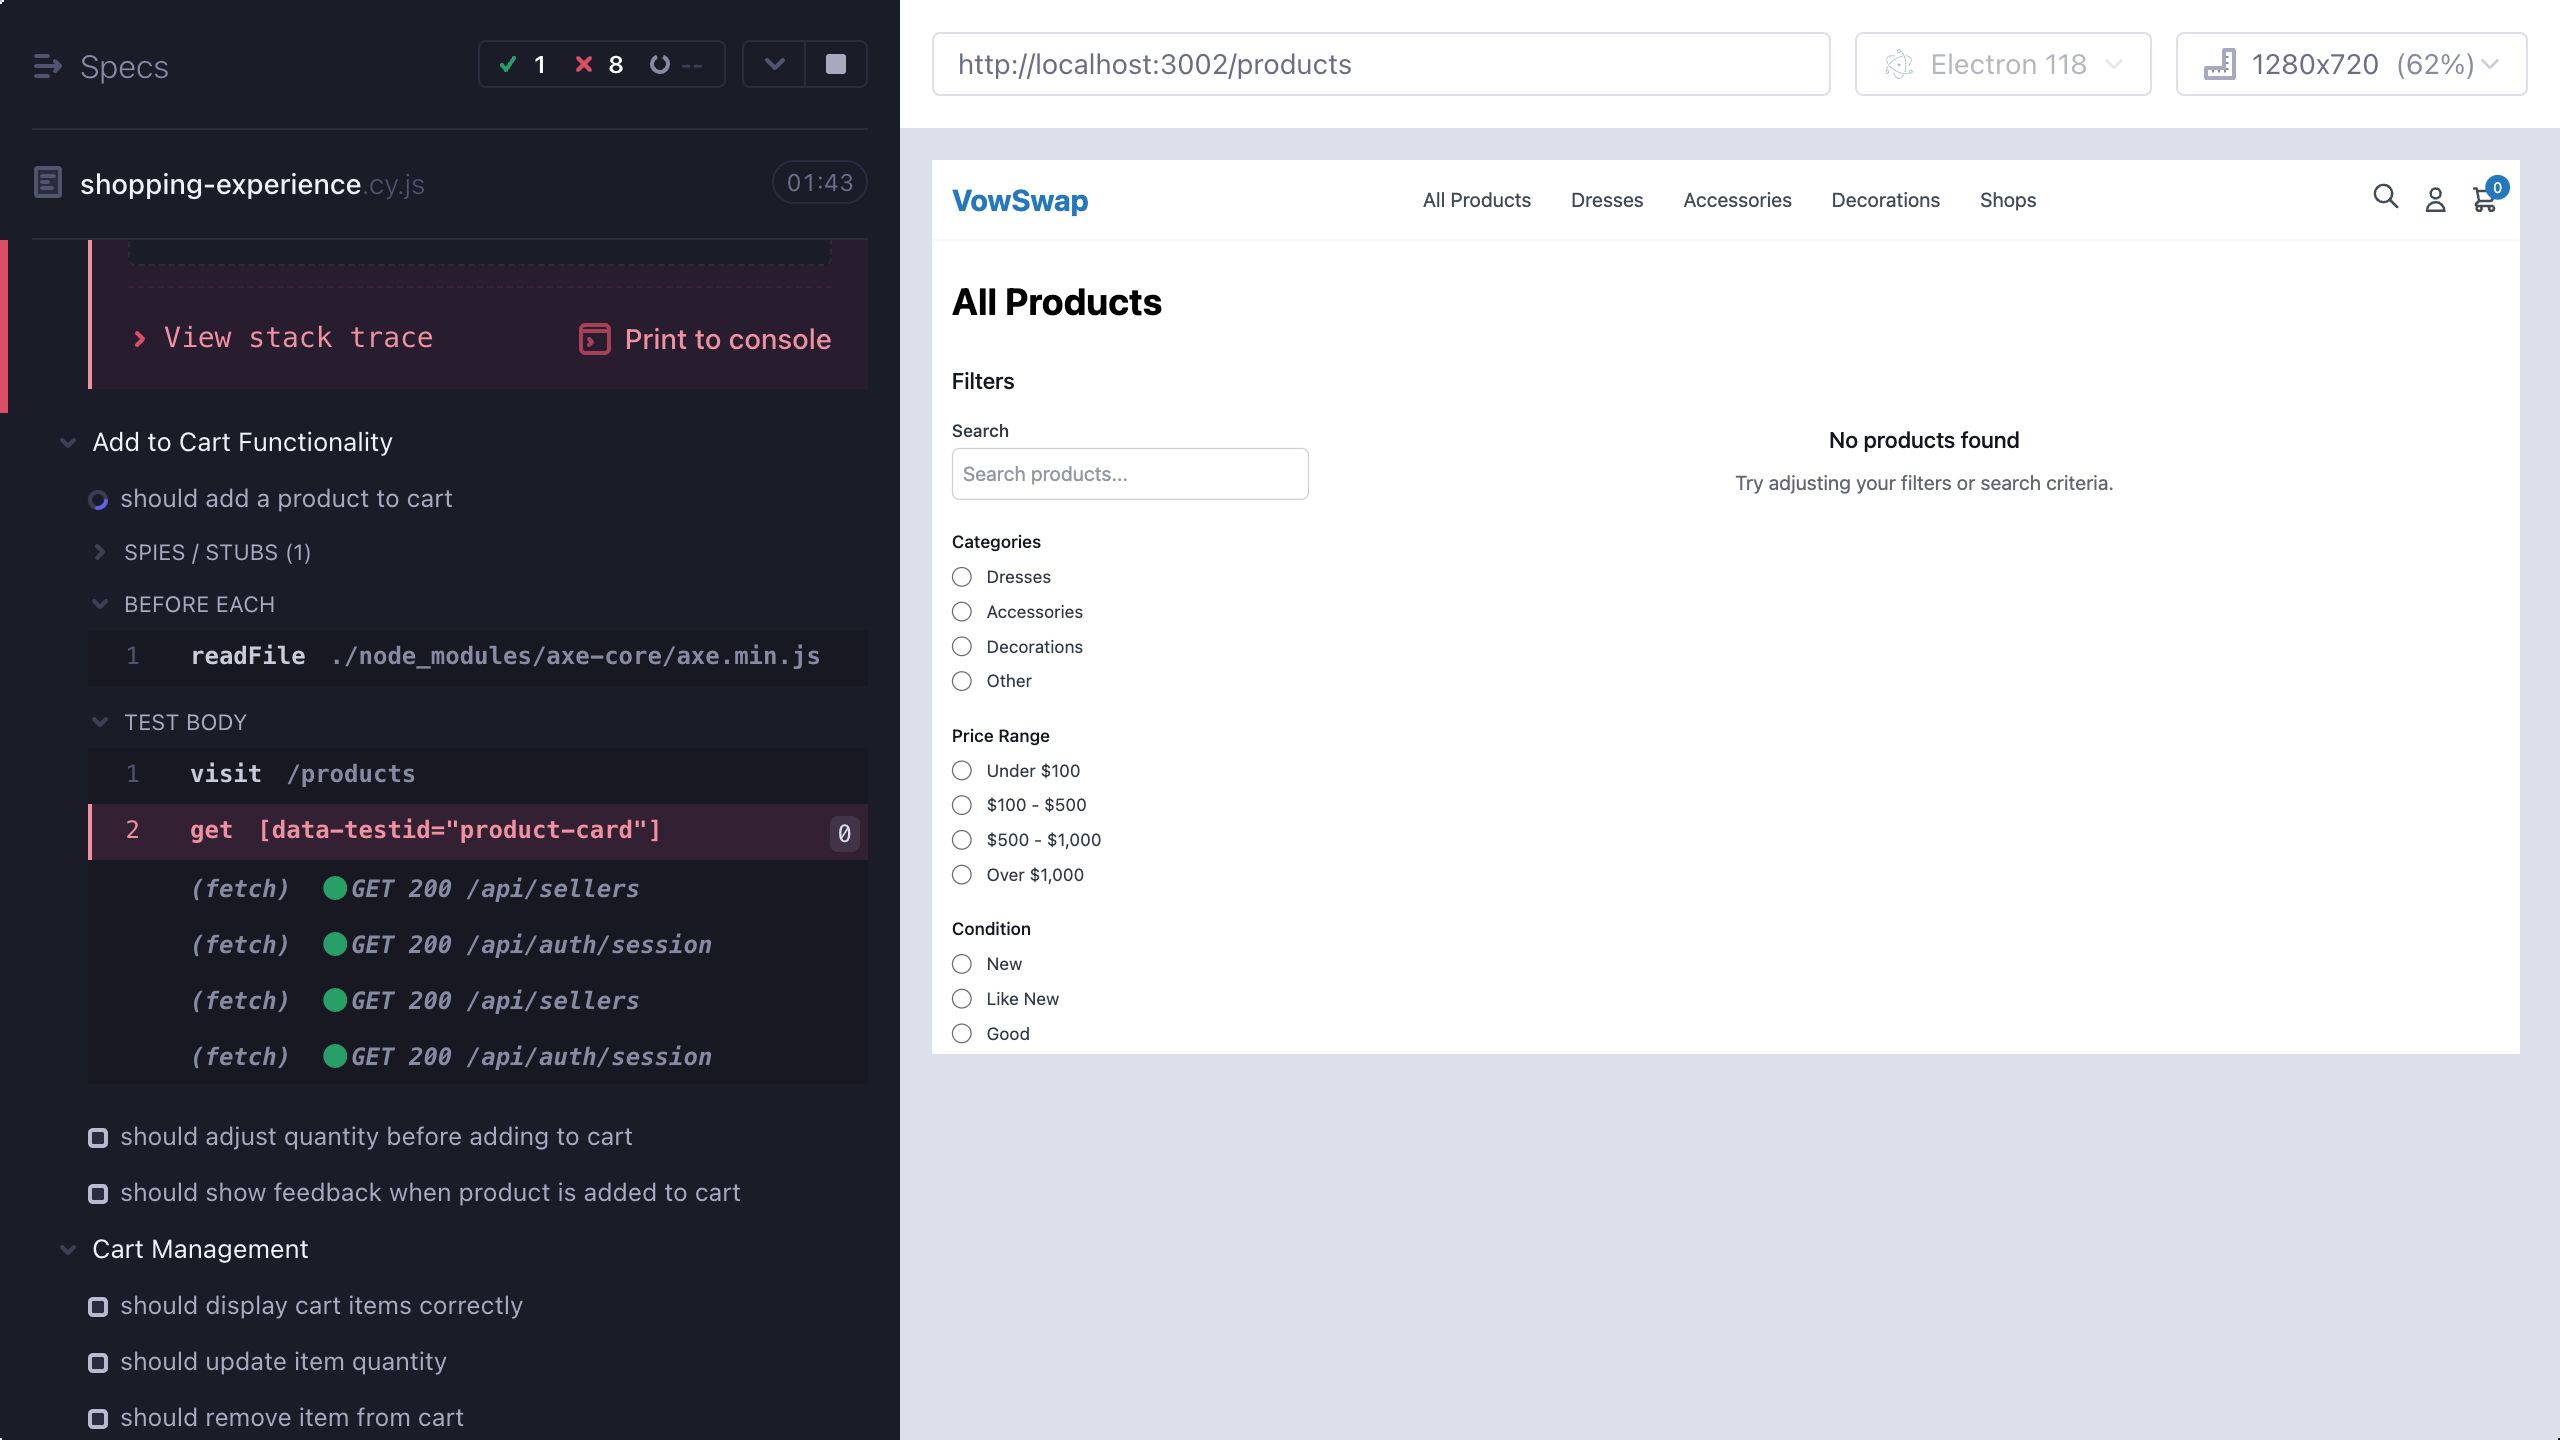 Specs
1 8 --
shopping-experience.cy.js
01:43
View stack trace
Print to console
Add to Cart Functionality
should add a product to cart
SPIES / STUBS (1)
BEFORE EACH
1 readFile ./node_modules/axe-core/axe.min.js
TEST BODY
1 visit /products
2 get [data-testid="product-card"] 0
(fetch) GET 200 /api/sellers
(fetch) GET 200 /api/auth/session
(fetch) GET 200 /api/sellers
(fetch) GET 200 /api/auth/session
should adjust quantity before adding to cart
should show feedback when product is added to cart
Cart Management
should display cart items correctly
should update item quantity
should remove item from cart
http://localhost:3002/products
Electron 118
1280x720 (62%)
VowSwap
All Products
Dresses
Accessories
Decorations
Shops
0
All Products
Filters
Search
Search products...
Categories
Dresses
Accessories
Decorations
Other
Price Range
Under $100
$100 - $500
$500 - $1,000
Over $1,000
Condition
New
Like New
Good
No products found
Try adjusting your filters or search criteria.